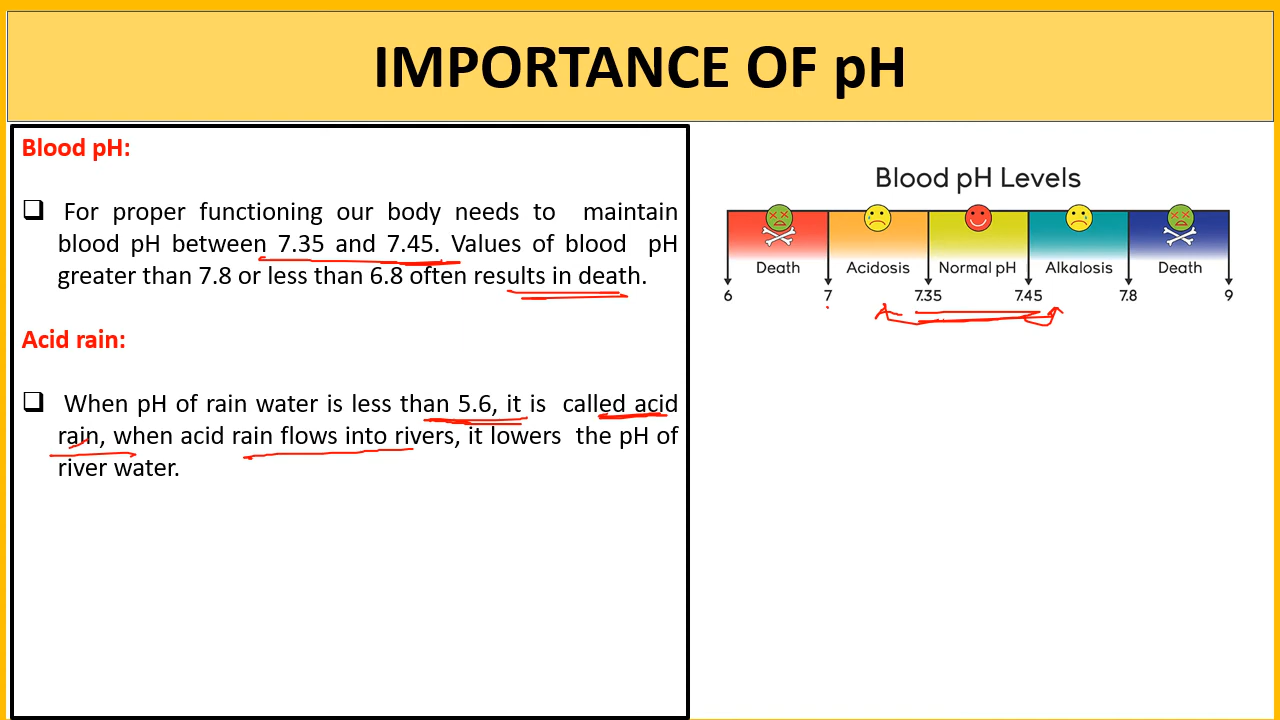 IMPORTANCE OF pH
Blood pH:
❑ For proper functioning our body needs to maintain
blood pH between 7.35 and 7.45. Values of blood pH
greater than 7.8 or less than 6.8 often results in death.
Acid rain:
❑ When pH of rain water is less than 5.6, it is called acid
rain, when acid rain flows into rivers, it lowers the pH of
river water.
Blood pH Levels
Death Acidosis Normal pH Alkalosis Death
6 7 7.35 7.45 7.8 9